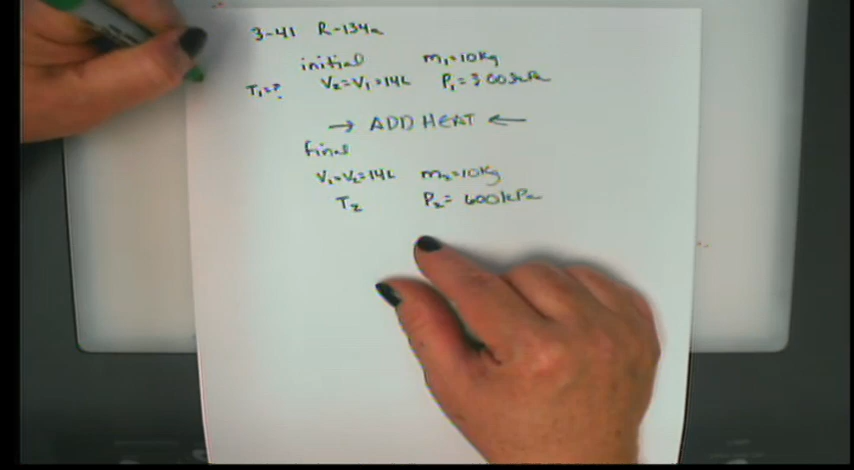 3-41 R-134a
initial m₁=10kg
T₁=? V₂=V₁=14L P₁=300kPa
→ ADD HEAT ←
final
V₁=V₂=14L m₂=10kg
T₂ P₂= 600kPa